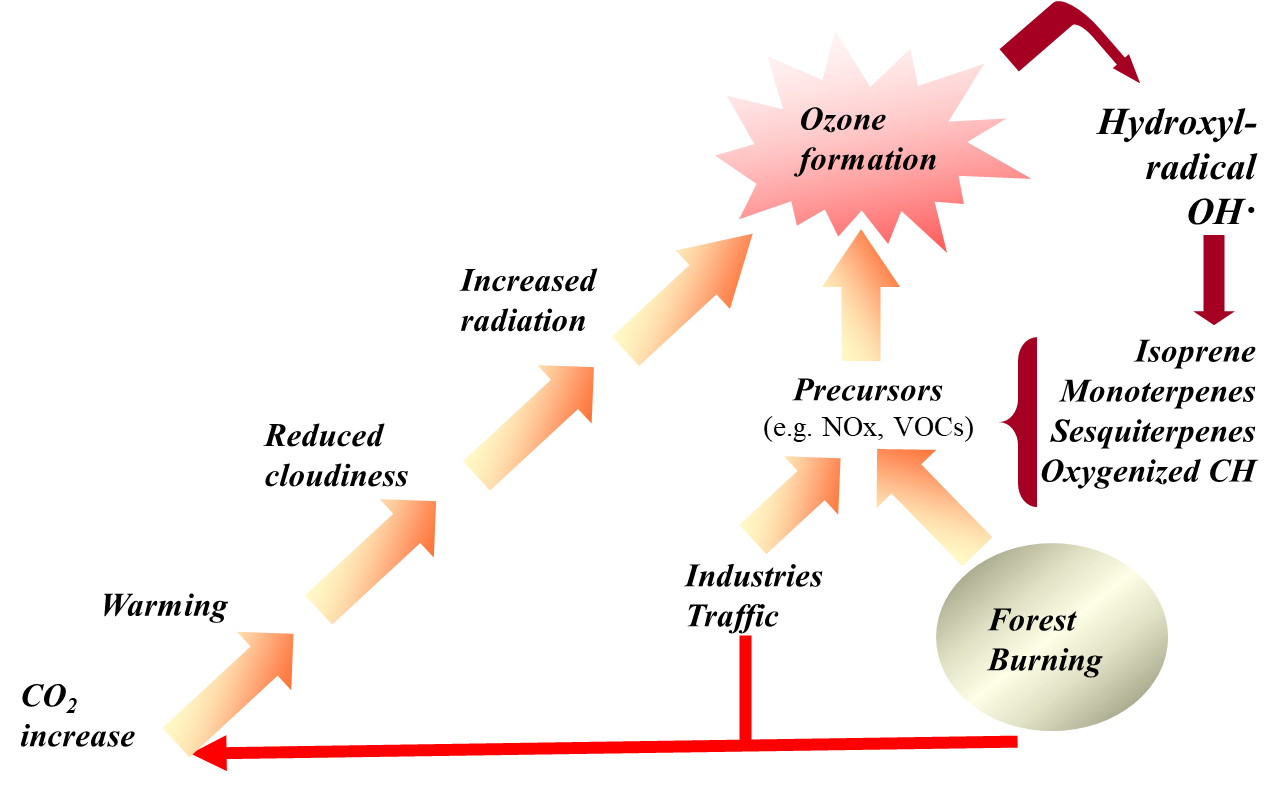 Ozone
formation
Hydroxyl-
radical
OH·
Increased
radiation
Isoprene
Monoterpenes
Sesquiterpenes
Oxygenized CH
Precursors
(e.g. NOx, VOCs)
Reduced
cloudiness
Industries
Traffic
Warming
Forest
Burning
CO₂
increase